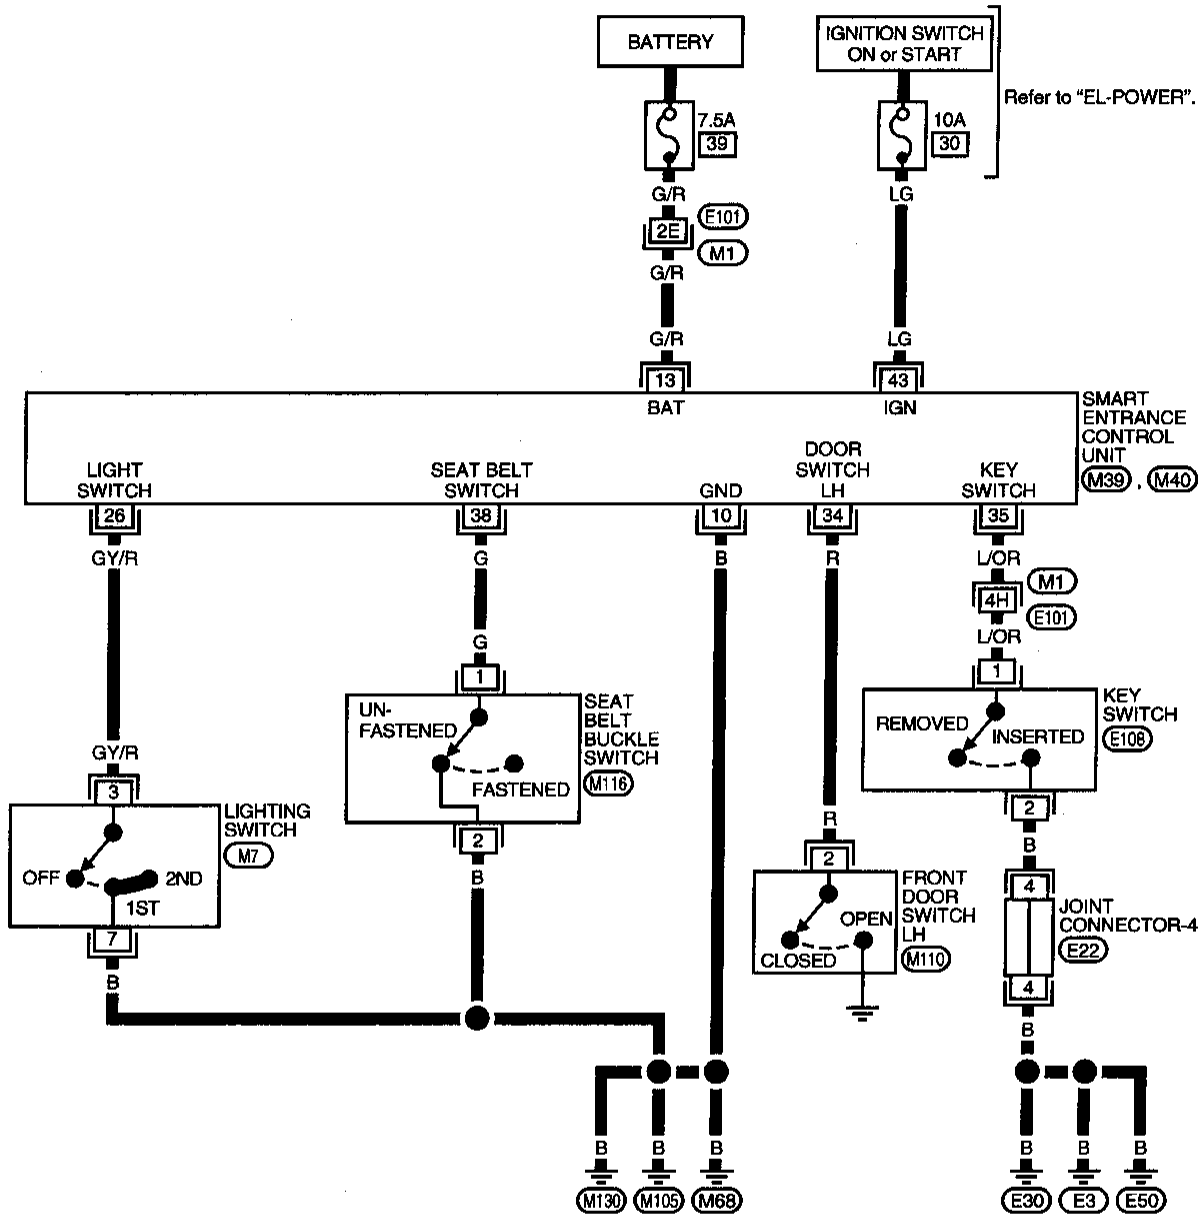 BATTERY
IGNITION SWITCH
ON or START
Refer to "EL-POWER".
7.5A
39
10A
30
G/R
LG
E101
2E
M1
G/R
G/R
LG
13
43
BAT
IGN
SMART
ENTRANCE
CONTROL
UNIT
M39 , M40
LIGHT
SWITCH
SEAT BELT
SWITCH
GND
DOOR
SWITCH
LH
KEY
SWITCH
26
38
10
34
35
GY/R
G
B
R
L/OR
M1
4H
E101
L/OR
G
1
1
UN-
FASTENED
FASTENED
SEAT
BELT
BUCKLE
SWITCH
M116
REMOVED
INSERTED
KEY
SWITCH
E108
GY/R
3
LIGHTING
SWITCH
M7
OFF
2ND
1ST
7
B
2
B
R
2
FRONT
DOOR
SWITCH
LH
M110
OPEN
CLOSED
2
B
4
JOINT
CONNECTOR-4
E22
4
B
B
B
B
B
B
B
M130
M105
M68
E30
E3
E50